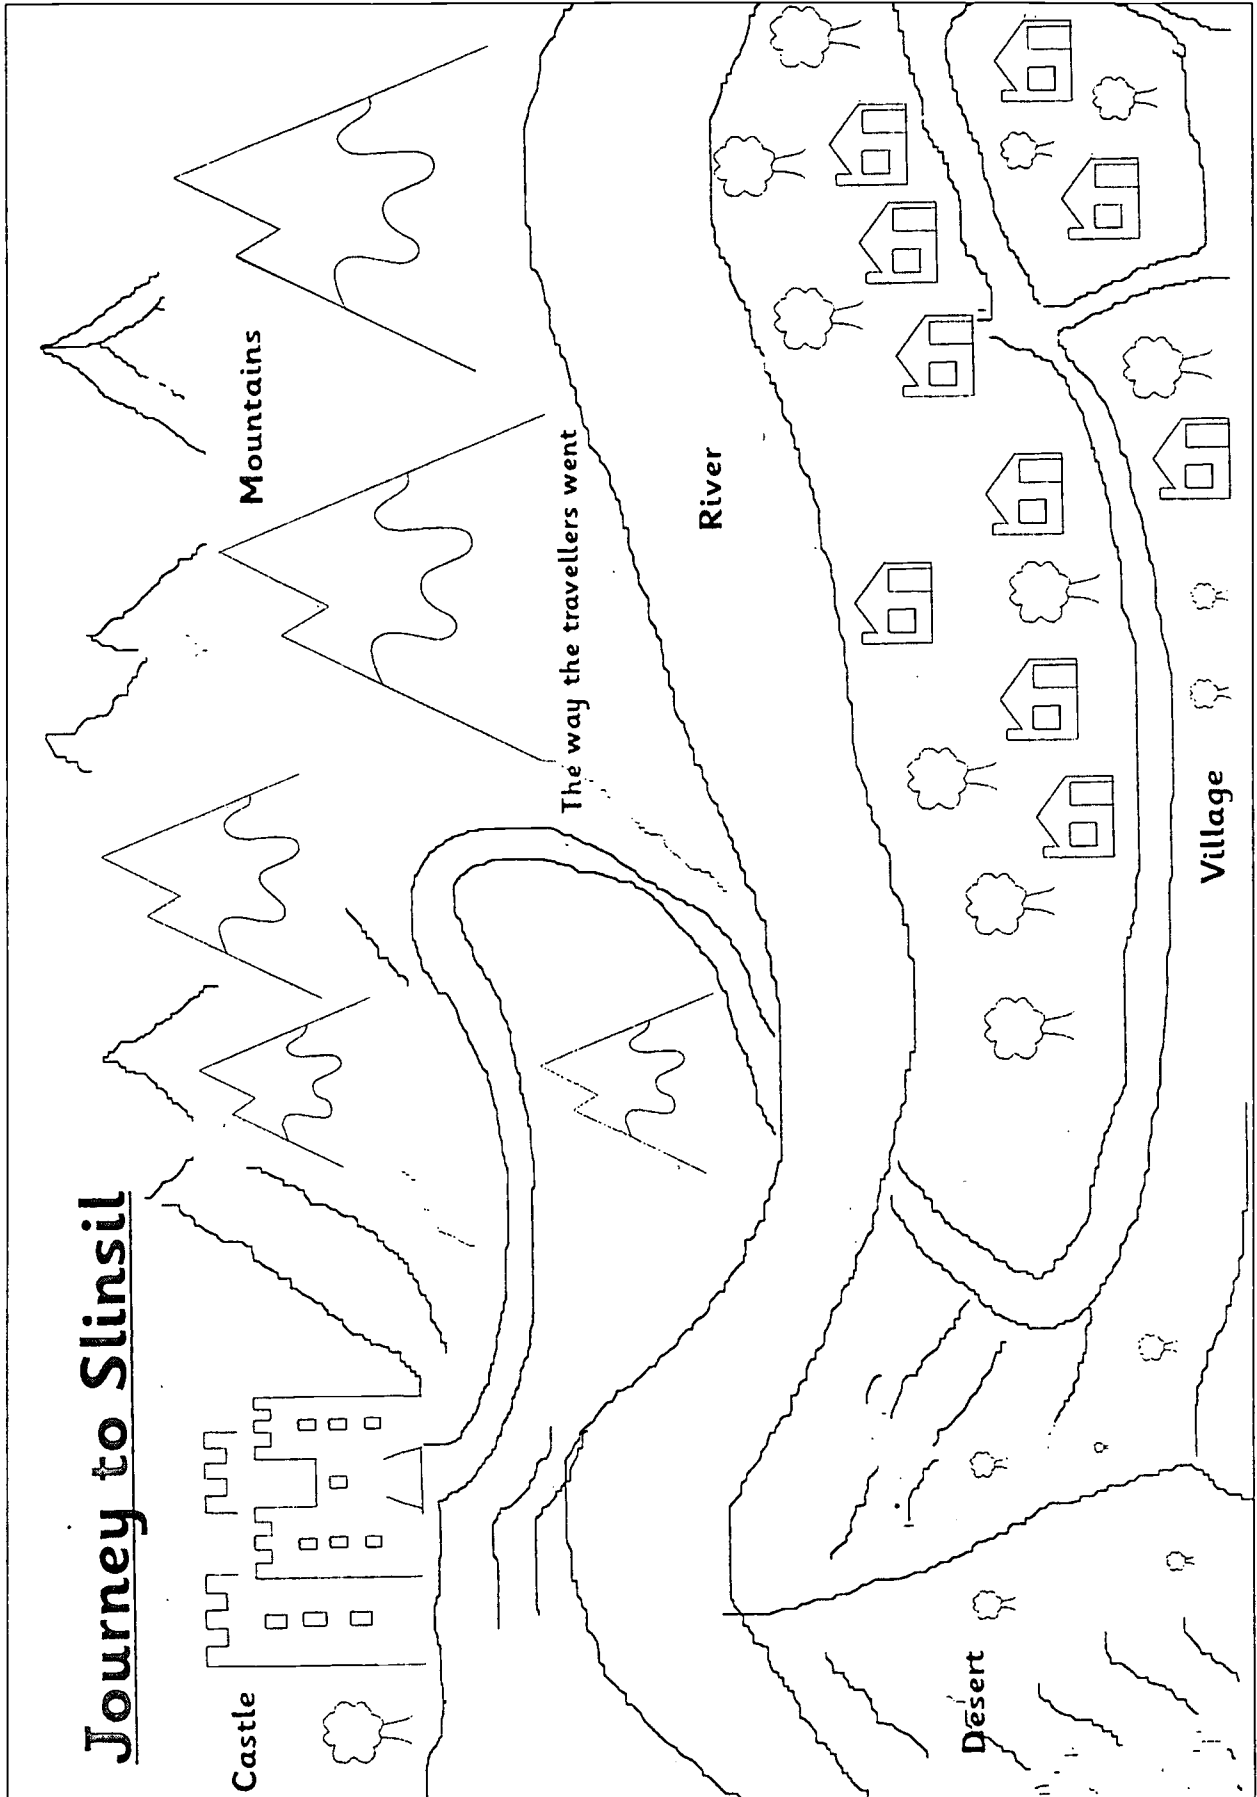 Journey to Slinsil
Castle
Mountains
The way the travellers went
River
Desert
Village